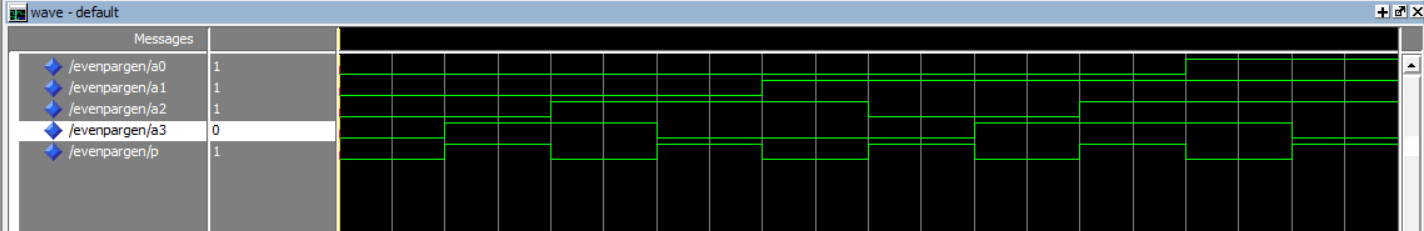 wave - default
Messages
/evenpargen/a0 1
/evenpargen/a1 1
/evenpargen/a2 1
/evenpargen/a3 0
/evenpargen/p 1